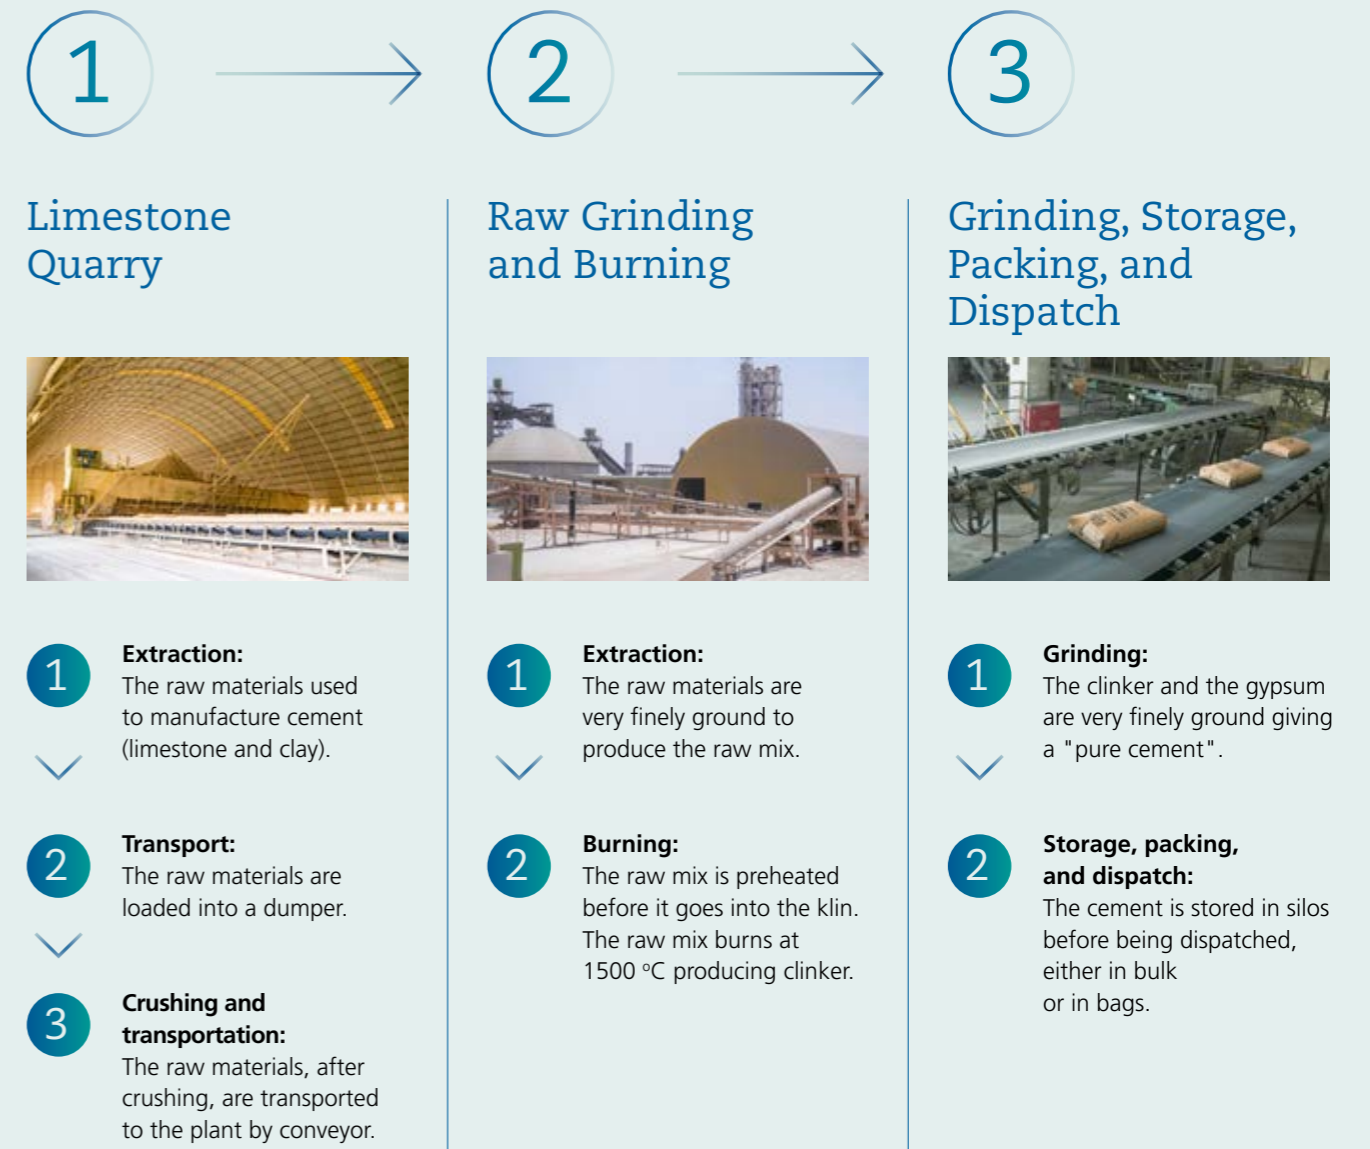 1
2
3
Limestone
Quarry
1
Extraction:
The raw materials used
to manufacture cement
(limestone and clay).
2
Transport:
The raw materials are
loaded into a dumper.
3
Crushing and
transportation:
The raw materials, after
crushing, are transported
to the plant by conveyor.
Raw Grinding
and Burning
1
Extraction:
The raw materials are
very finely ground to
produce the raw mix.
2
Burning:
The raw mix is preheated
before it goes into the klin.
The raw mix burns at
1500 ºC producing clinker.
Grinding, Storage,
Packing, and
Dispatch
1
Grinding:
The clinker and the gypsum
are very finely ground giving
a "pure cement".
2
Storage, packing,
and dispatch:
The cement is stored in silos
before being dispatched,
either in bulk
or in bags.